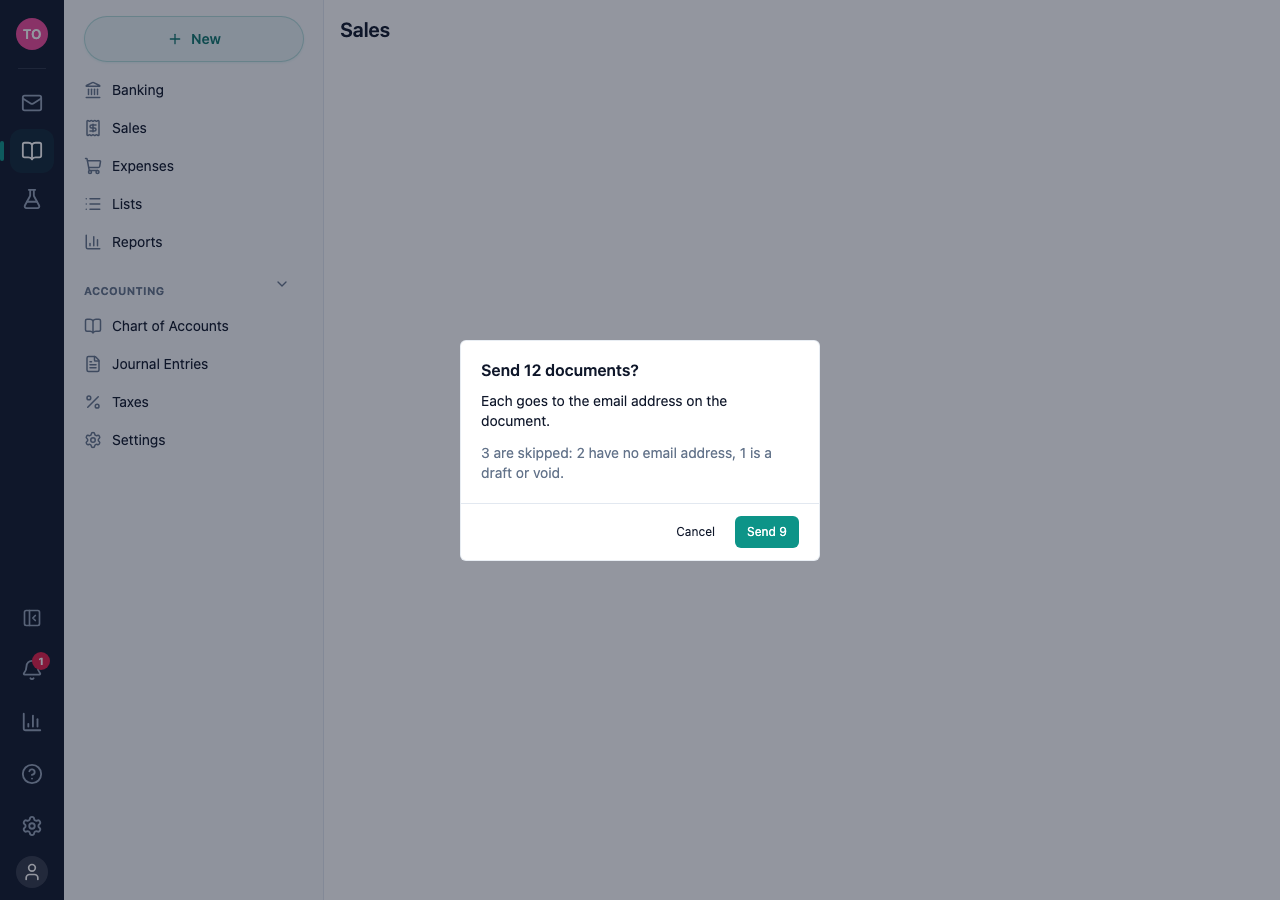 TO
New
Sales
Banking
Sales
Expenses
Lists
Reports
ACCOUNTING
Chart of Accounts
Journal Entries
Taxes
Settings
Send 12 documents?
Each goes to the email address on the
document.
3 are skipped: 2 have no email address, 1 is a
draft or void.
Cancel
Send 9
1